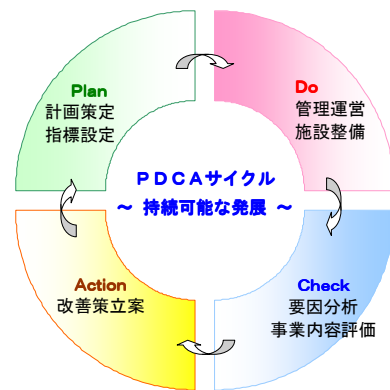 Plan
計画策定
指標設定
Do
管理運営
施設整備
PDCAサイクル
～ 持続可能な発展 ～
Action
改善策立案
Check
要因分析
事業内容評価